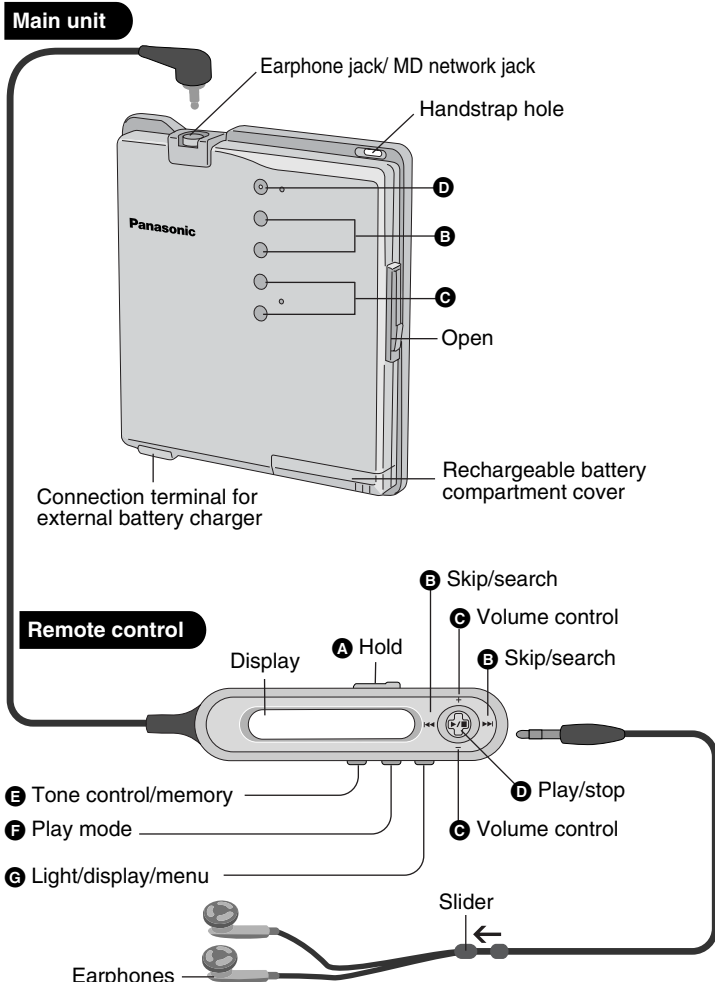 Main unit
Earphone jack/ MD network jack
Handstrap hole
D
Panasonic
B
C
Open
Rechargeable battery
compartment cover
Connection terminal for
external battery charger
B Skip/search
C Volume control
Remote control
A Hold
B Skip/search
Display
E Tone control/memory
D Play/stop
F Play mode
C Volume control
G Light/display/menu
Slider
Earphones